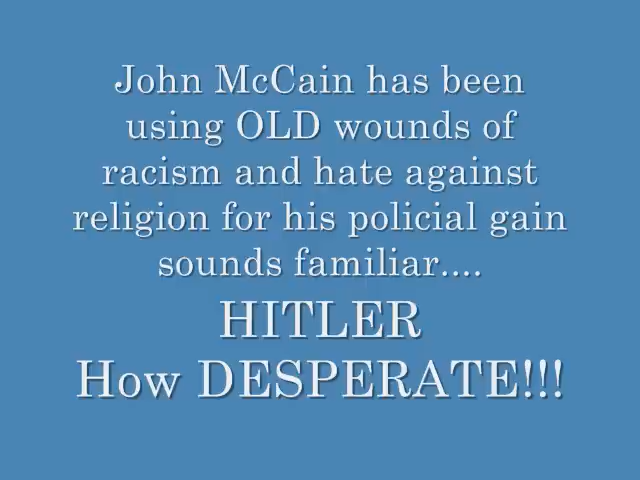 John McCain has been
using OLD wounds of
racism and hate against
religion for his policial gain
sounds familiar....
HITLER
How DESPERATE!!!